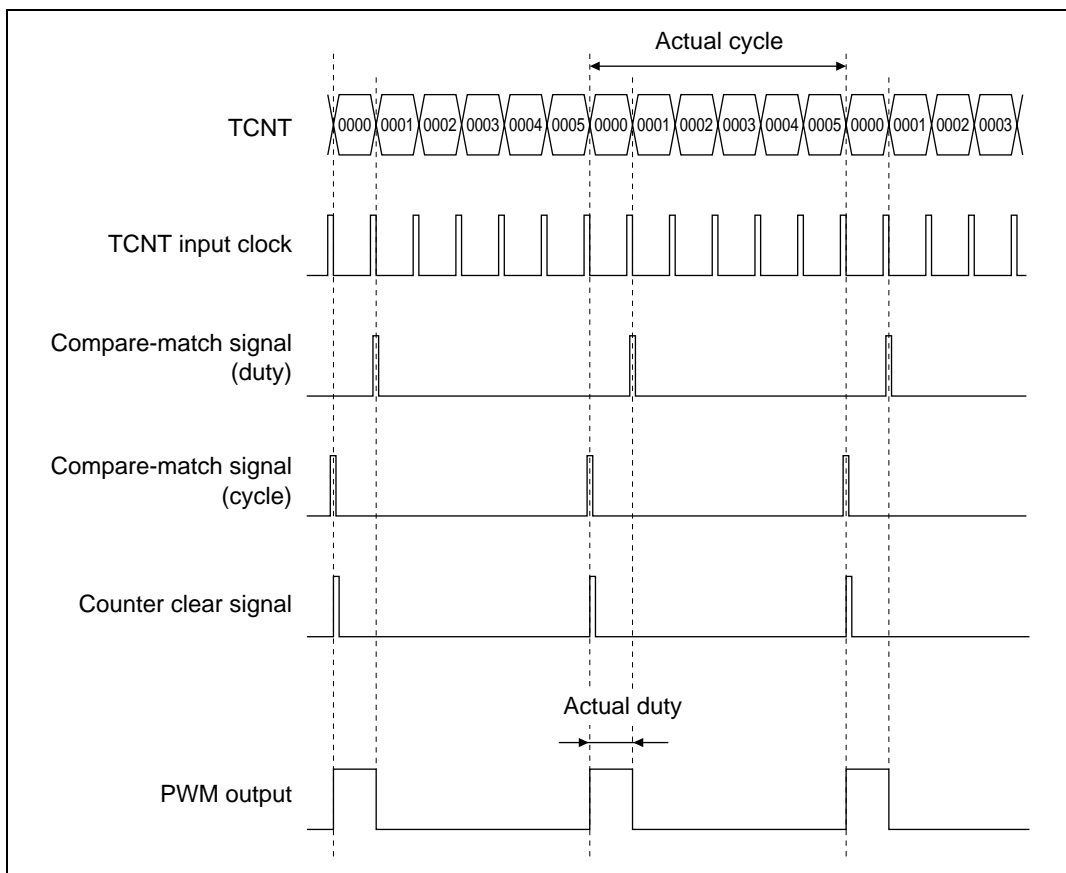 Actual cycle
TCNT
0000 0001 0002 0003 0004 0005 0000 0001 0002 0003 0004 0005 0000 0001 0002 0003
TCNT input clock
Compare-match signal
(duty)
Compare-match signal
(cycle)
Counter clear signal
Actual duty
PWM output